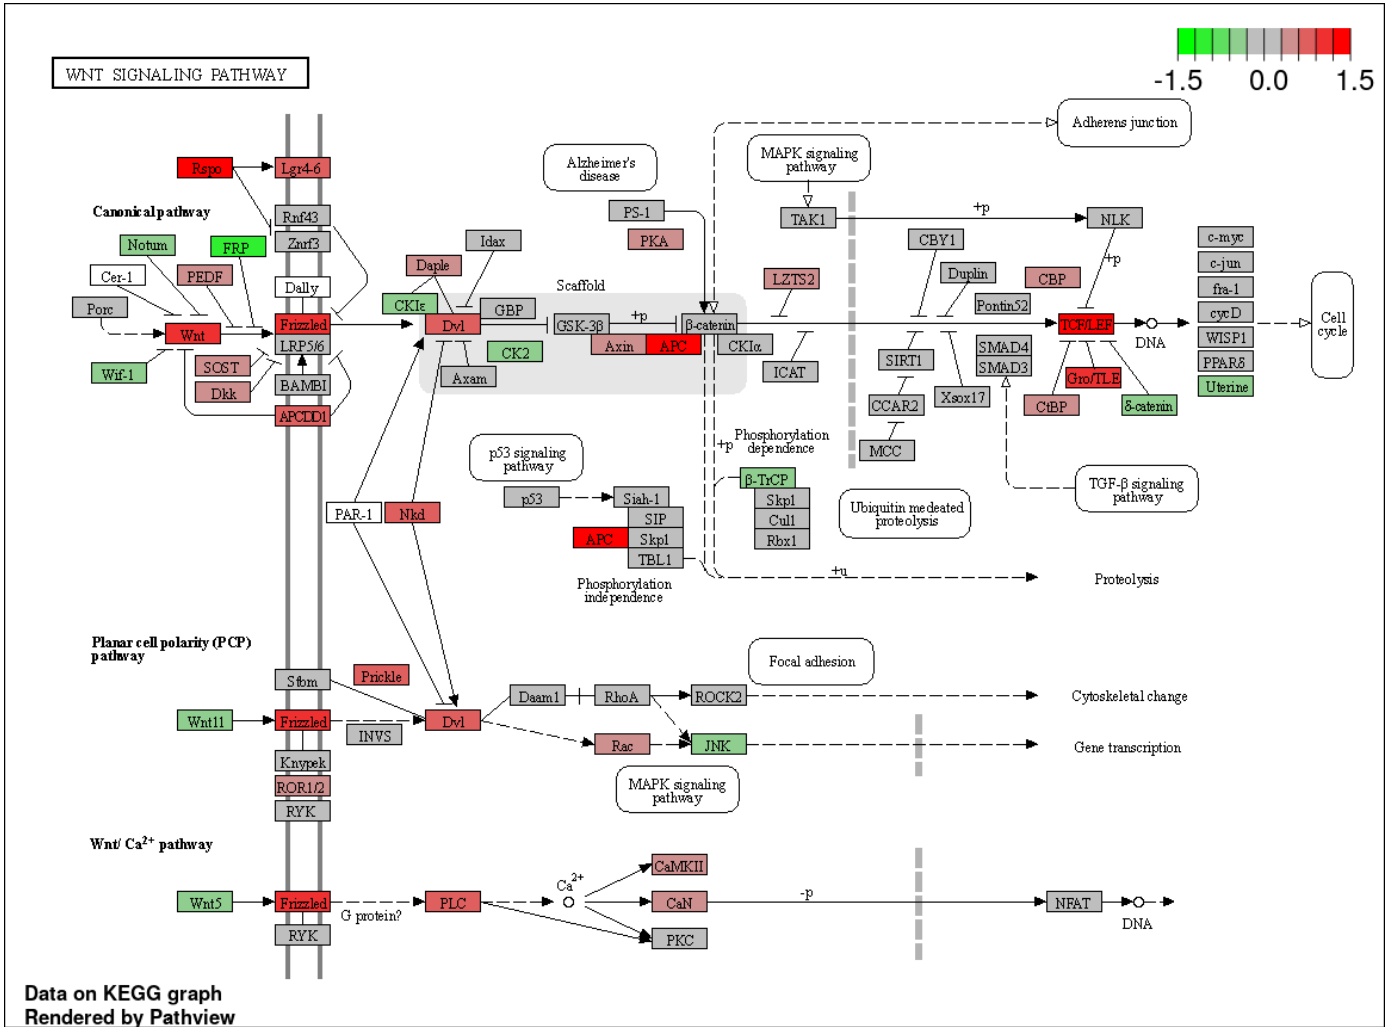 WNT SIGNALING PATHWAY
-1.5 0.0 1.5
Adherens junction
Alzheimer's
disease
MAPK signaling
pathway
Rspo
Lgr4-6
Canonical pathway
Rnf43
PS-1
TAK1
+p
NLK
Notum
FRP
Znrf3
Idax
PKA
CBY1
c-myc
Cer-1
PEDF
Dally
Daple
LZTS2
Duplin
CBP
+p
c-jun
Scaffold
fra-1
Porc
CKIε
GBP
Pontin52
cycD
Cell
cycle
Wnt
Frizzled
Dvl
GSK-3β
+p
β-catenin
TCF/LEF
DNA
LRP5/6
CK2
Axin
APC
CKIα
SMAD4
WISP1
Wif-1
SOST
SIRT1
SMAD3
PPARδ
Dkk
BAMBI
Axam
ICAT
Gro/TLE
Uterine
APCDD1
CCAR2
Xsox17
CtBP
δ-catenin
p53 signaling
pathway
+p
Phosphorylation
dependence
MCC
β-TrCP
TGF-β signaling
pathway
p53
Siah-1
Skp1
Ubiquitin medeated
proteolysis
PAR-1
Nkd
SIP
Cul1
APC
Skp1
Rbx1
TBL1
+u
Proteolysis
Phosphorylation
independence
Planar cell polarity (PCP)
pathway
Focal adhesion
Stbm
Prickle
Daam1
RhoA
ROCK2
Cytoskeletal change
Wnt11
Frizzled
INVS
Dvl
Rac
JNK
Gene transcription
Knypek
ROR1/2
MAPK signaling
pathway
RYK
Wnt/ Ca2+ pathway
CaMKII
Ca2+
Wnt5
Frizzled
G protein?
PLC
CaN
-p
NFAT
DNA
RYK
PKC
Data on KEGG graph
Rendered by Pathview